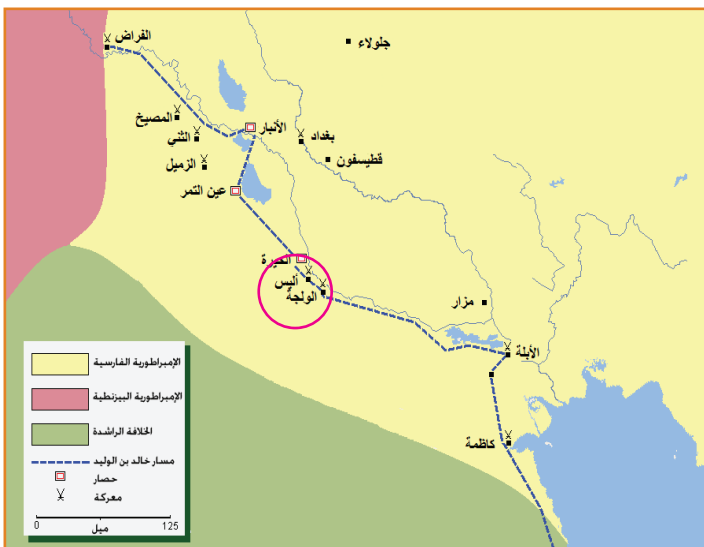 الفراض
جلولاء
المصيخ
الثني
الأنبار
بغداد
الزميل
قطيسفون
عين التمر
الحيرة
أليس
الولجة
مزار
الأبلة
كاظمة
الإمبراطورية الفارسية
الإمبراطورية البيزنطية
الخلافة الراشدة
مسار خالد بن الوليد
حصار
معركة
0 ميل 125